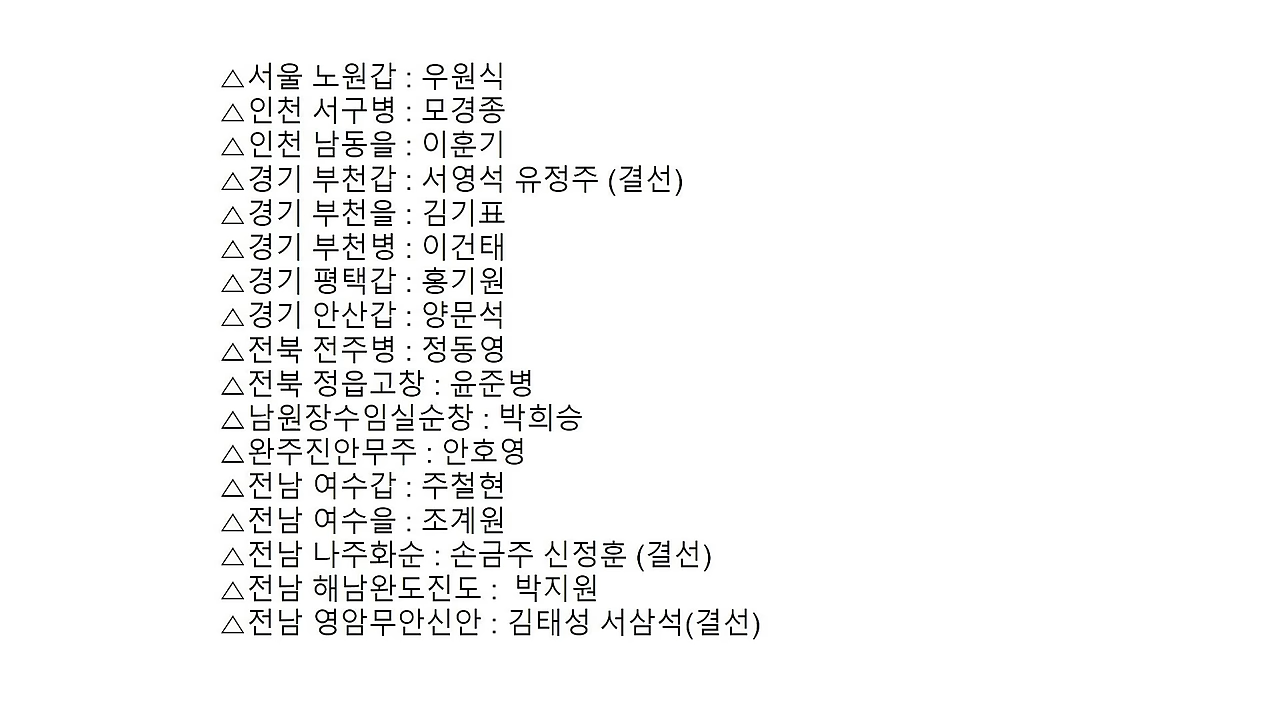 △서울 노원갑 : 우원식
△인천 서구병 : 모경종
△인천 남동을 : 이훈기
△경기 부천갑 : 서영석 유정주 (결선)
△경기 부천을 : 김기표
△경기 부천병 : 이건태
△경기 평택갑 : 홍기원
△경기 안산갑 : 양문석
△전북 전주병 : 정동영
△전북 정읍고창 : 윤준병
△남원장수임실순창 : 박희승
△완주진안무주 : 안호영
△전남 여수갑 : 주철현
△전남 여수을 : 조계원
△전남 나주화순 : 손금주 신정훈 (결선)
△전남 해남완도진도 :  박지원
△전남 영암무안신안 : 김태성 서삼석(결선)